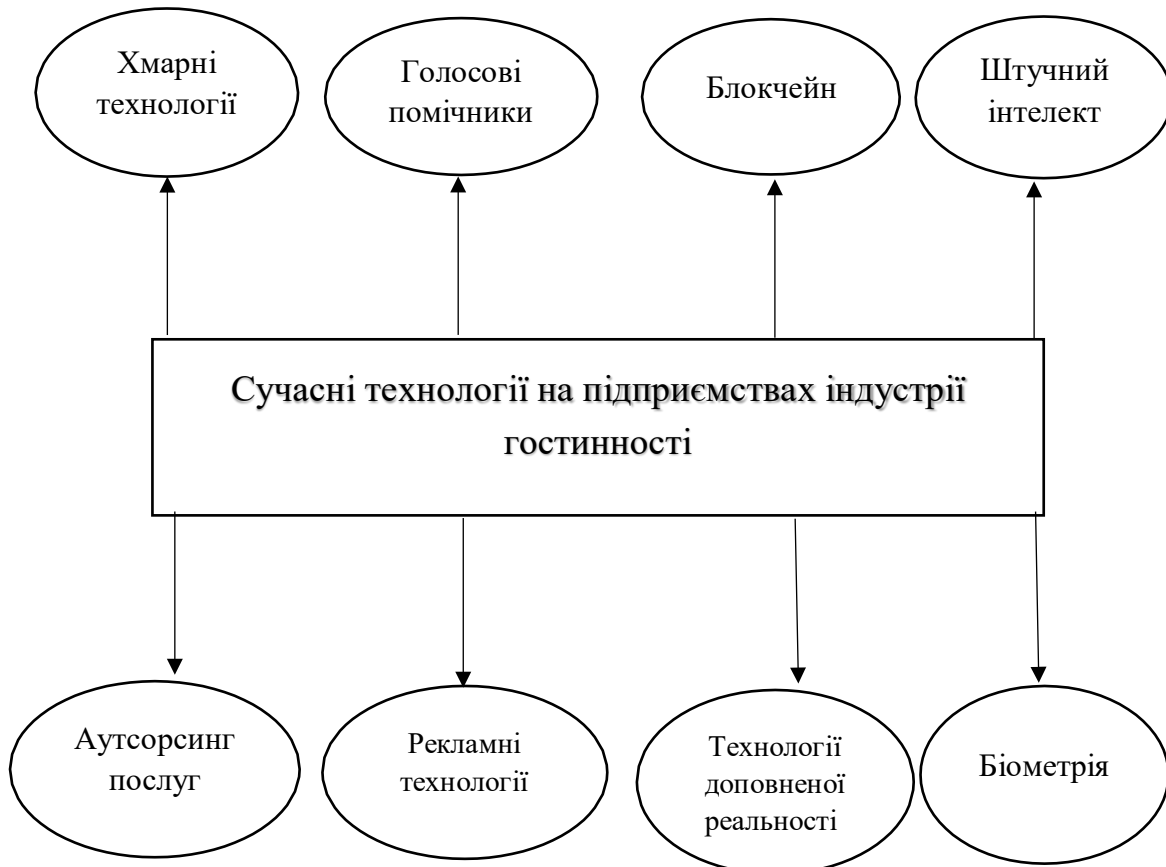 Хмарні
технології
Голосові
помічники
Блокчейн
Штучний
інтелект
Сучасні технології на підприємствах індустрії
гостинності
Аутсорсинг
послуг
Рекламні
технології
Технології
доповненої
реальності
Біометрія